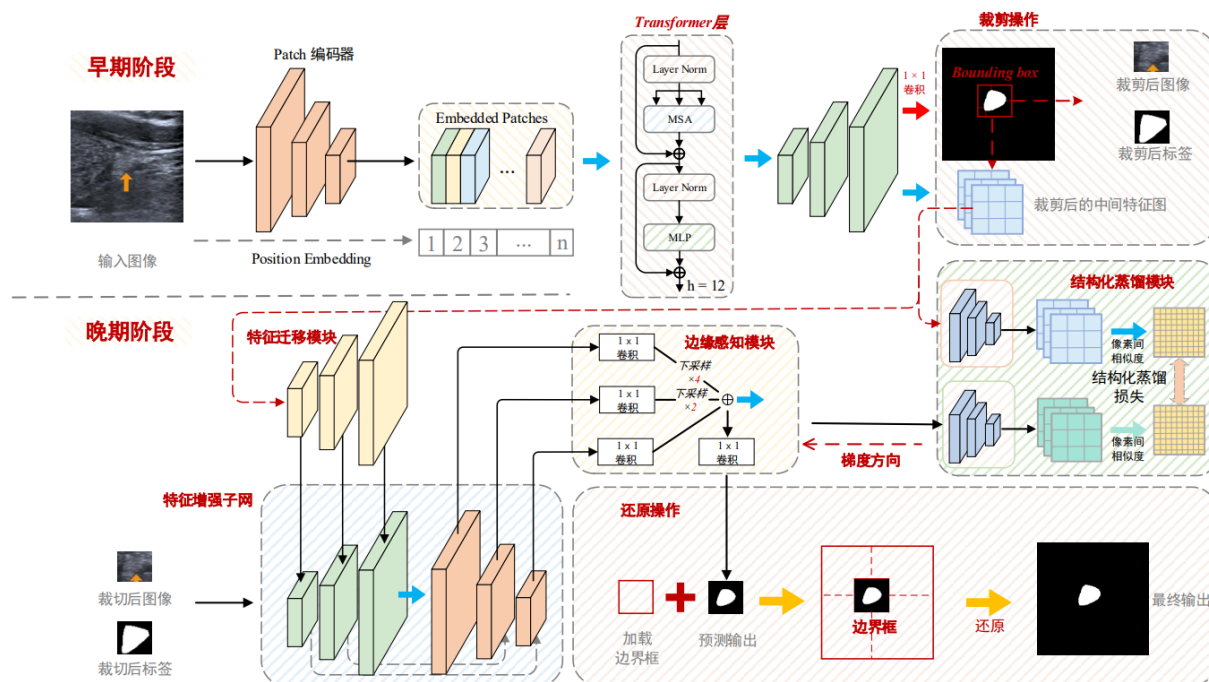 早期阶段
输入图像
Patch 编码器
Position Embedding
Embedded Patches
...
1 2 3 ... n
Transformer层
Layer Norm
MSA
Layer Norm
MLP
h = 12
1 × 1
卷积
裁剪操作
Bounding box
裁剪后图像
裁剪后标签
裁剪后的中间特征图
晚期阶段
特征迁移模块
边缘感知模块
1 x 1
卷积
下采样
×4
1 x 1
卷积
下采样
×2
1 x 1
卷积
1 x 1
卷积
结构化蒸馏模块
像素间
相似度
结构化蒸馏
损失
像素间
相似度
梯度方向
特征增强子网
裁切后图像
裁切后标签
还原操作
加载
边界框
预测输出
边界框
还原
最终输出